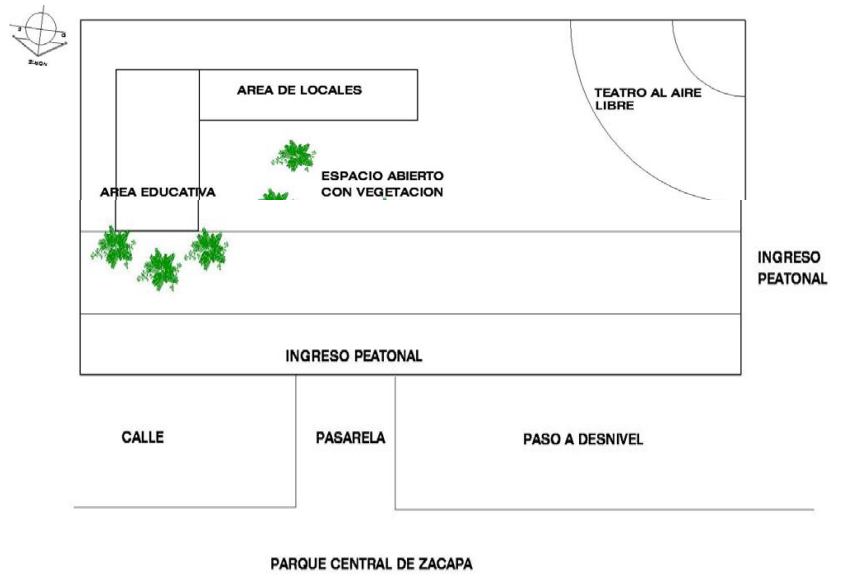 AREA DE LOCALES
TEATRO AL AIRE
LIBRE
ESPACIO ABIERTO
CON VEGETACION
AREA EDUCATIVA
INGRESO
PEATONAL
INGRESO PEATONAL
CALLE
PASARELA
PASO A DESNIVEL
PARQUE CENTRAL DE ZACAPA